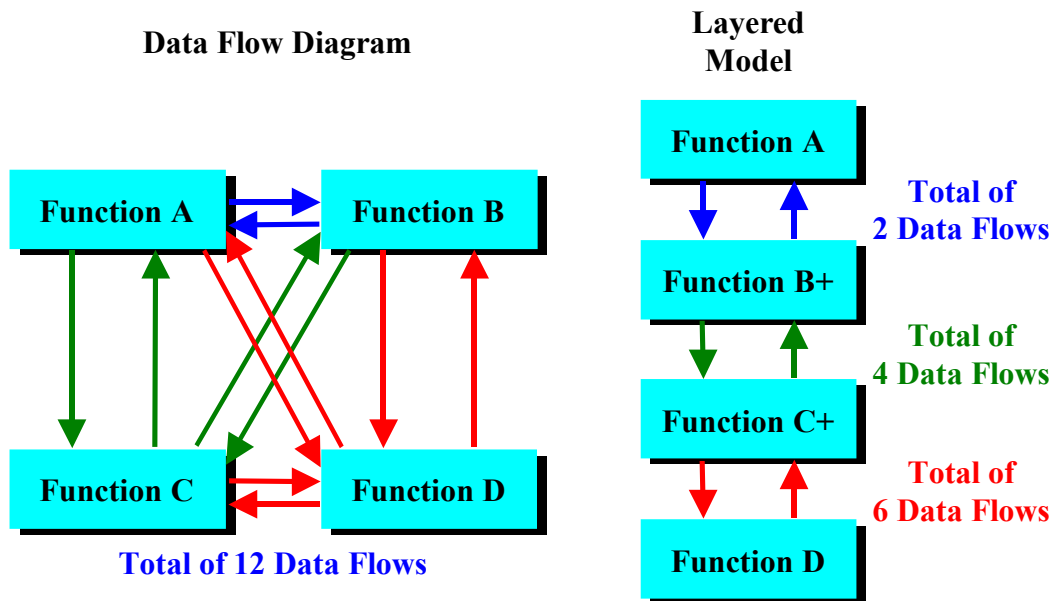 Data Flow Diagram
Function A
Function B
Function C
Function D
Total of 12 Data Flows
Layered
Model
Function A
Total of
2 Data Flows
Function B+
Total of
4 Data Flows
Function C+
Total of
6 Data Flows
Function D